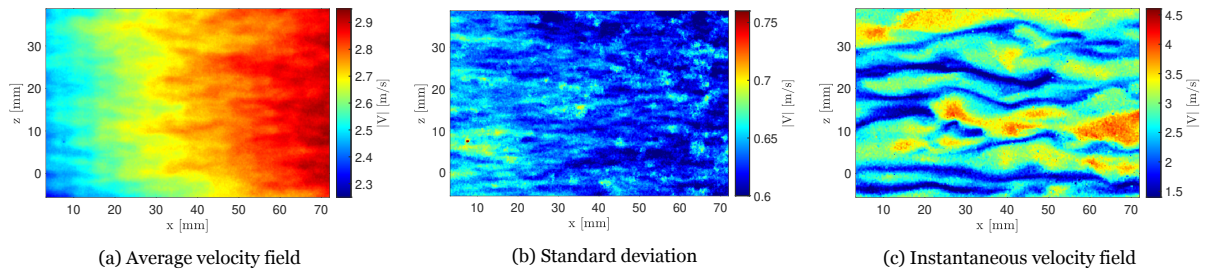 2.9
2.8
2.7
2.6
2.5
2.4
2.3
|V| [m/s]
30
20
10
0
z [mm]
10 20 30 40 50 60 70
x [mm]
(a) Average velocity field
0.75
0.7
0.65
0.6
|V| [m/s]
30
20
10
0
z [mm]
10 20 30 40 50 60 70
x [mm]
(b) Standard deviation
4.5
4
3.5
3
2.5
2
1.5
|V| [m/s]
30
20
10
0
z [mm]
10 20 30 40 50 60 70
x [mm]
(c) Instantaneous velocity field